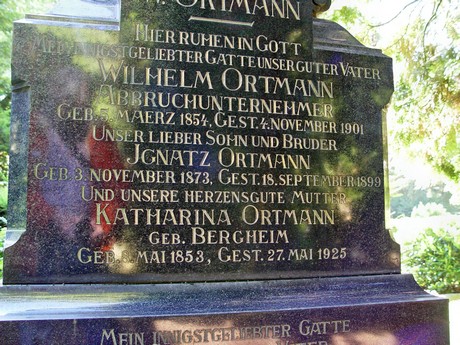 ORTMANN
HIER RUHEN IN GOTT
MEIN INNIGSTGELIEBTER GATTE UNSER GUTER VATER
WILHELM ORTMANN
ABBRUCHUNTERNEHMER
GEB. 5. MAERZ 1854, GEST. 4. NOVEMBER 1901
UNSER LIEBER SOHN UND BRUDER
JGNATZ ORTMANN
GEB 3. NOVEMBER 1873, GEST. 18. SEPTEMBER 1899
UND UNSERE HERZENSGUTE MUTTER
KATHARINA ORTMANN
GEB. BERGHEIM
GEB. MAI 1853, GEST. 27. MAI 1925
MEIN INNIGSTGELIEBTER GATTE
VATER